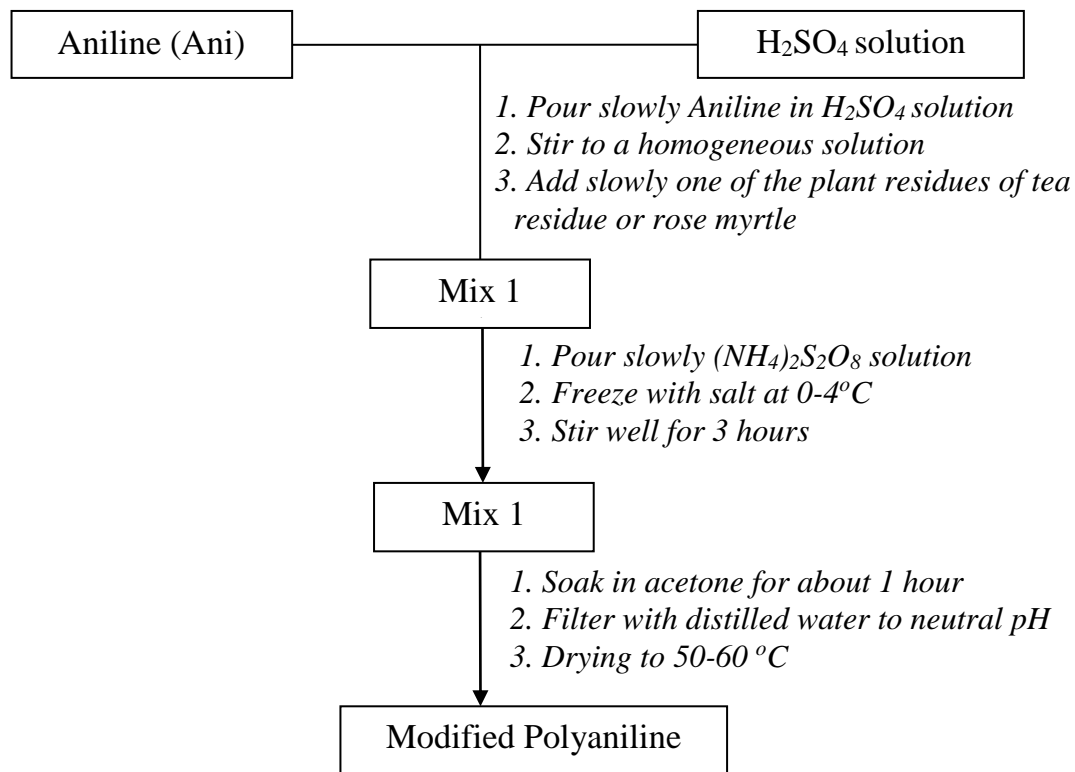 Aniline (Ani)
H₂SO₄ solution
1. Pour slowly Aniline in H₂SO₄ solution
2. Stir to a homogeneous solution
3. Add slowly one of the plant residues of tea
residue or rose myrtle
Mix 1
1. Pour slowly (NH₄)₂S₂O₈ solution
2. Freeze with salt at 0-4ºC
3. Stir well for 3 hours
Mix 1
1. Soak in acetone for about 1 hour
2. Filter with distilled water to neutral pH
3. Drying to 50-60 ºC
Modified Polyaniline